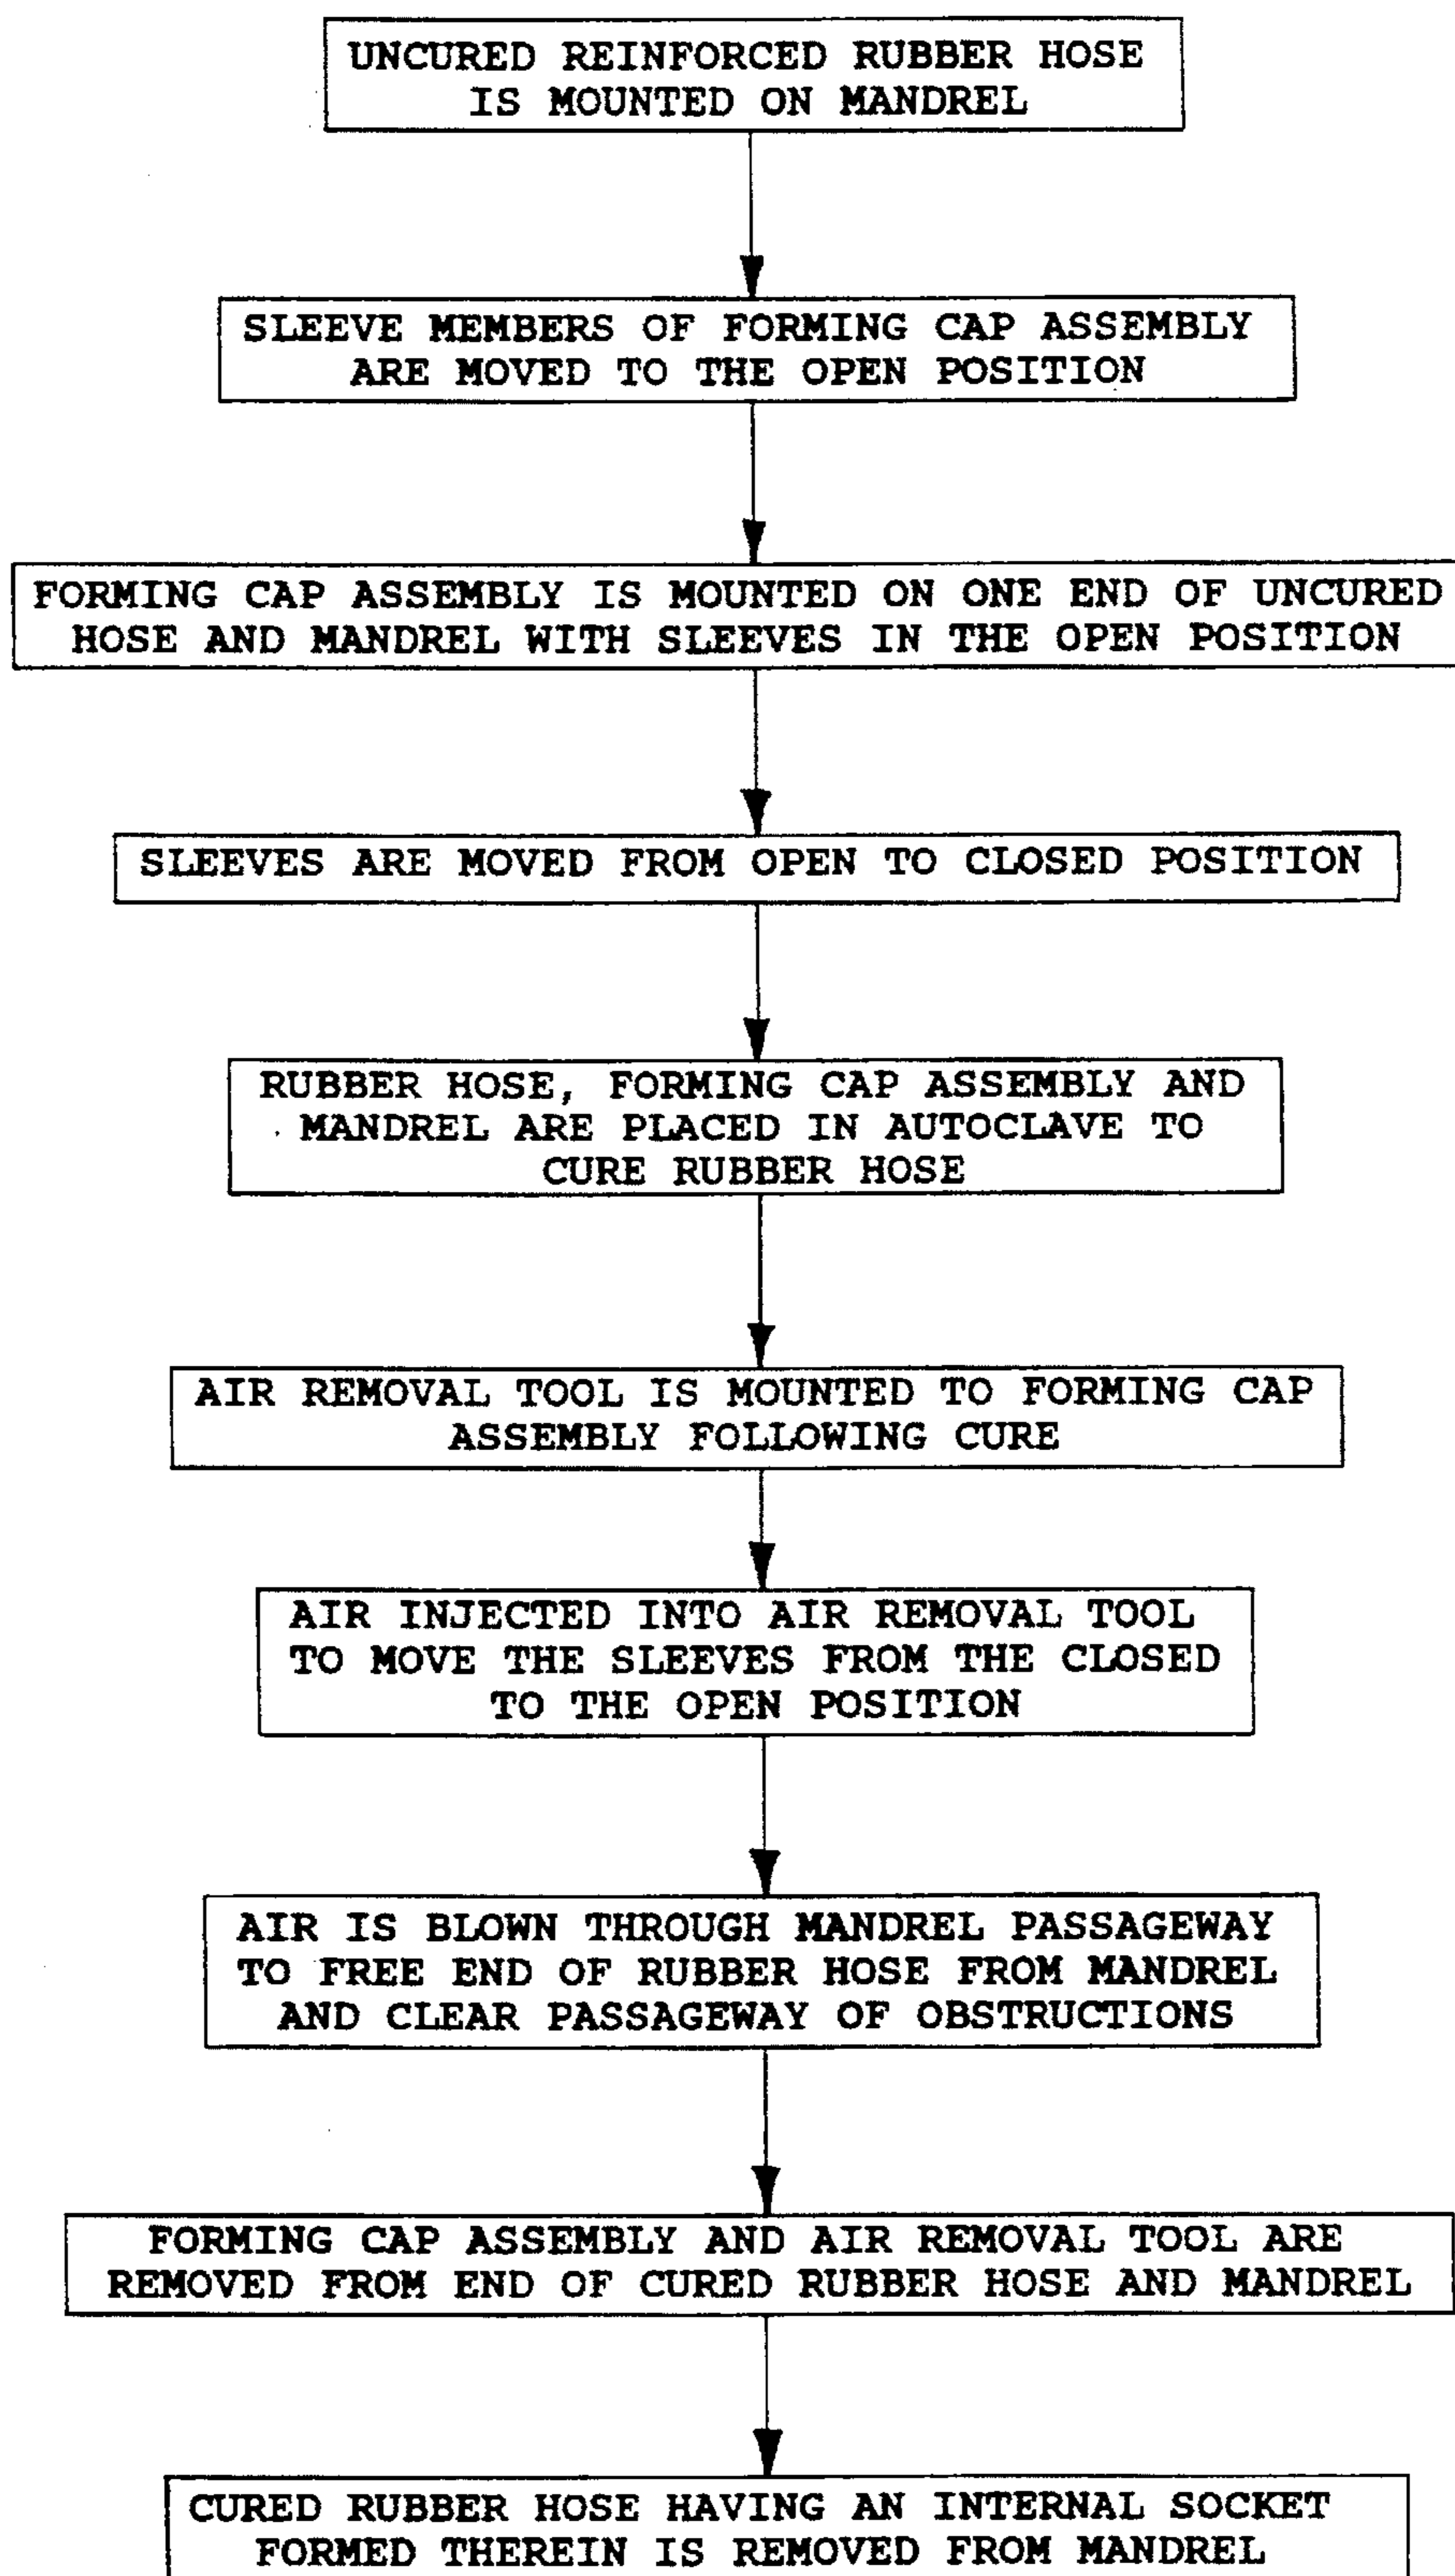 UNCURED REINFORCED RUBBER HOSE
IS MOUNTED ON MANDREL
SLEEVE MEMBERS OF FORMING CAP ASSEMBLY
ARE MOVED TO THE OPEN POSITION
FORMING CAP ASSEMBLY IS MOUNTED ON ONE END OF UNCURED
HOSE AND MANDREL WITH SLEEVES IN THE OPEN POSITION
SLEEVES ARE MOVED FROM OPEN TO CLOSED POSITION
RUBBER HOSE, FORMING CAP ASSEMBLY AND
MANDREL ARE PLACED IN AUTOCLAVE TO
CURE RUBBER HOSE
AIR REMOVAL TOOL IS MOUNTED TO FORMING CAP
ASSEMBLY FOLLOWING CURE
AIR INJECTED INTO AIR REMOVAL TOOL
TO MOVE THE SLEEVES FROM THE CLOSED
TO THE OPEN POSITION
AIR IS BLOWN THROUGH MANDREL PASSAGEWAY
TO FREE END OF RUBBER HOSE FROM MANDREL
AND CLEAR PASSAGEWAY OF OBSTRUCTIONS
FORMING CAP ASSEMBLY AND AIR REMOVAL TOOL ARE
REMOVED FROM END OF CURED RUBBER HOSE AND MANDREL
CURED RUBBER HOSE HAVING AN INTERNAL SOCKET
FORMED THEREIN IS REMOVED FROM MANDREL